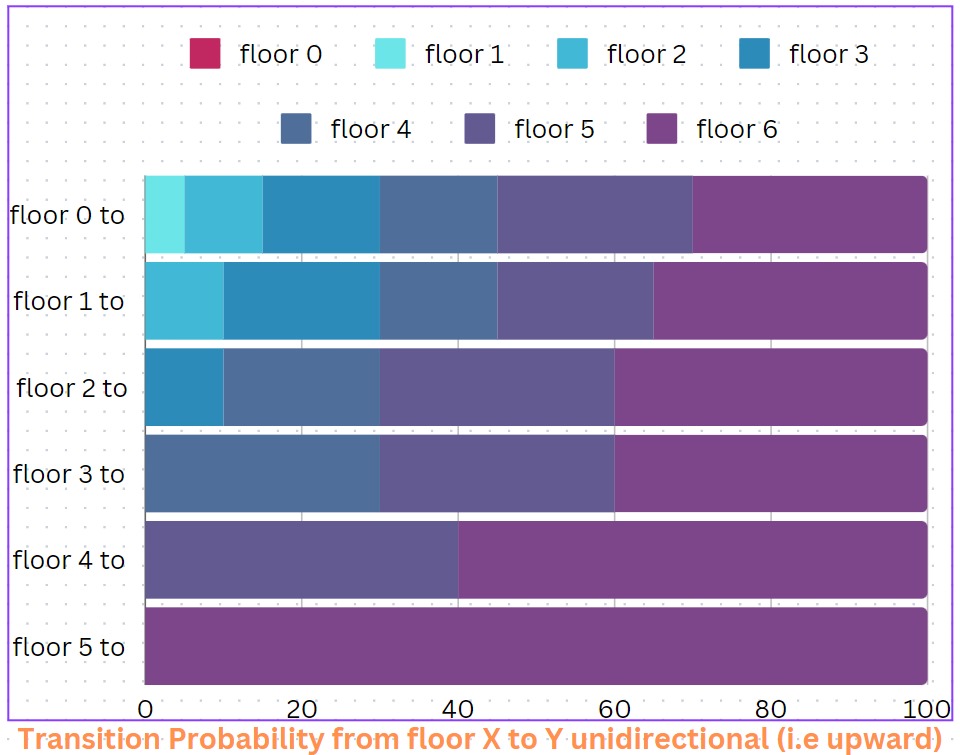 floor 0 floor 1 floor 2 floor 3
floor 4 floor 5 floor 6
floor 0 to
floor 1 to
floor 2 to
floor 3 to
floor 4 to
floor 5 to
0 20 40 60 80 100
Transition Probability from floor X to Y unidirectional (i.e upward)